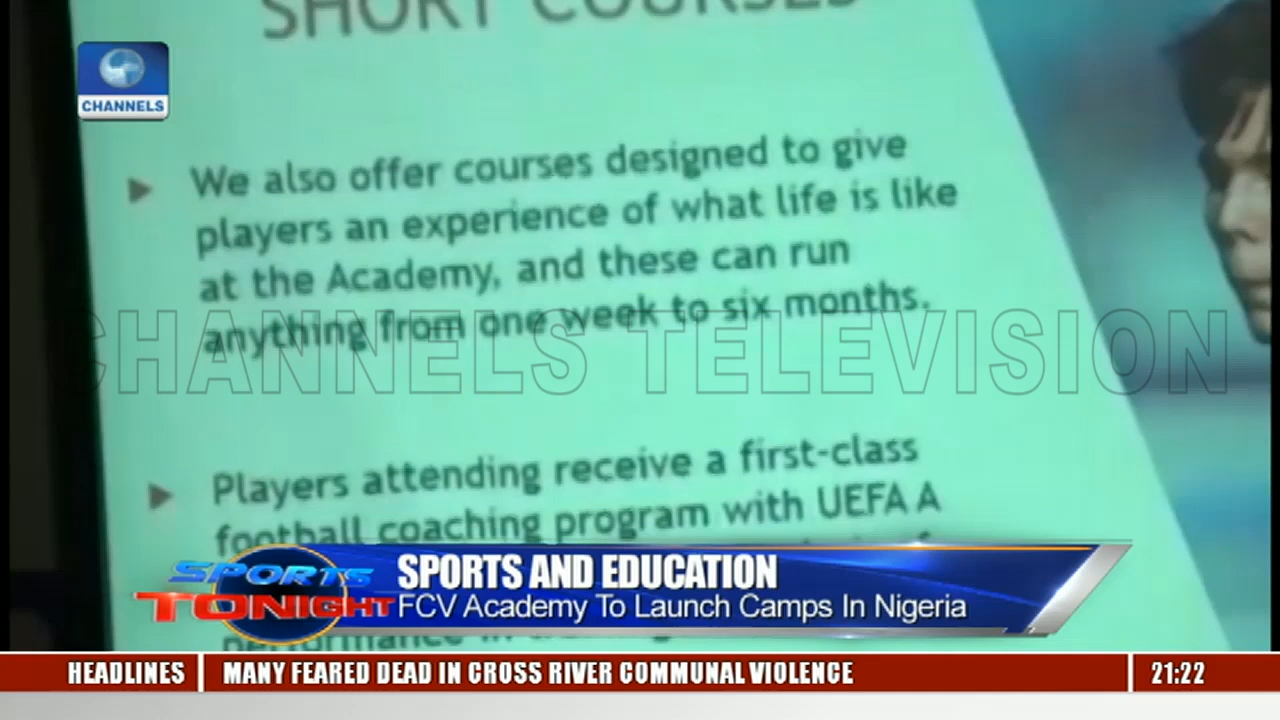 SHORT COURSES
CHANNELS
We also offer courses designed to give
players an experience of what life is like
at the Academy, and these can run
anything from one week to six months.
CHANNELS TELEVISION
Players attending receive a first-class
football coaching program with UEFA A
performance in
SPORTS
TONIGHT
SPORTS AND EDUCATION
FCV Academy To Launch Camps In Nigeria
HEADLINES
MANY FEARED DEAD IN CROSS RIVER COMMUNAL VIOLENCE
21:22